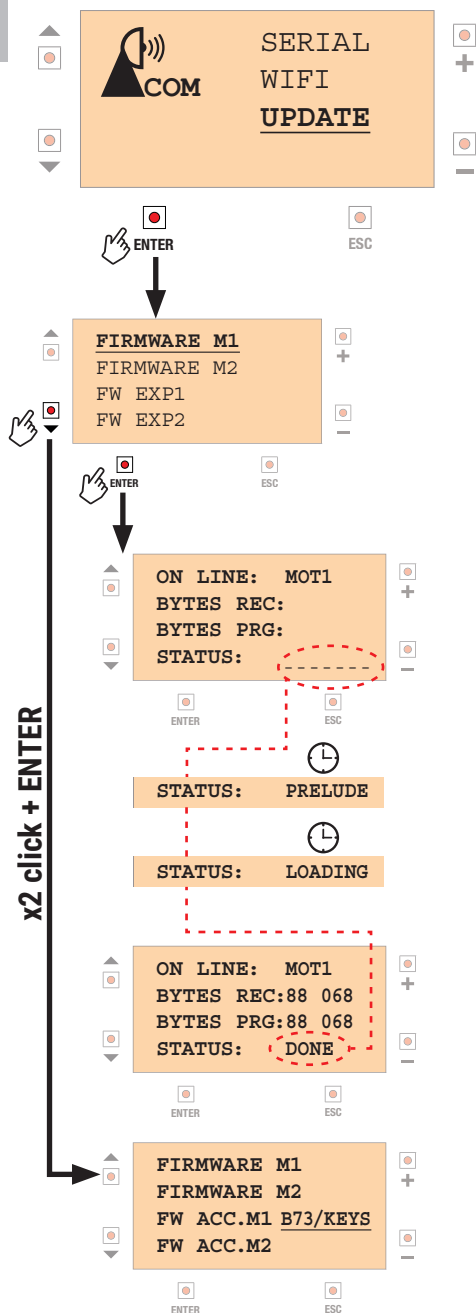 SERIAL
COM WIFI
UPDATE
+
−
ENTER ESC
FIRMWARE M1
FIRMWARE M2
FW EXP1
FW EXP2
+
−
ENTER ESC
ON LINE: MOT1
BYTES REC:
BYTES PRG:
STATUS: _ _ _ _ _ _
+
−
ENTER ESC
STATUS: PRELUDE
STATUS: LOADING
x2 click + ENTER
ON LINE: MOT1
BYTES REC:88 068
BYTES PRG:88 068
STATUS: DONE
+
−
ENTER ESC
FIRMWARE M1
FIRMWARE M2
FW ACC.M1 B73/KEYS
FW ACC.M2
+
−
ENTER ESC